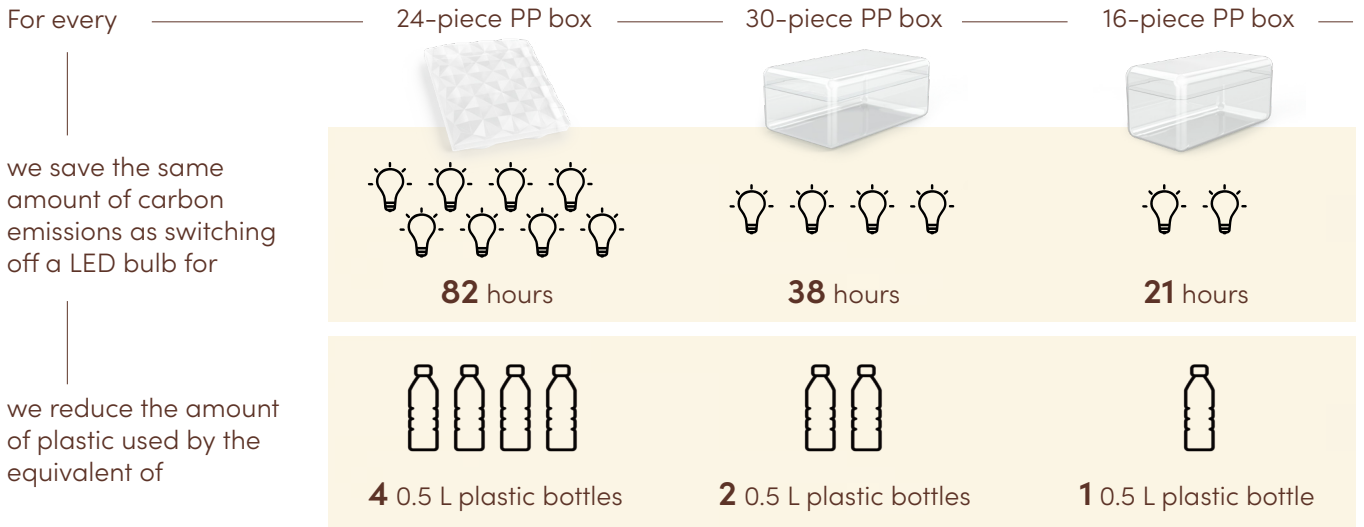 For every
24-piece PP box
30-piece PP box
16-piece PP box
we save the same
amount of carbon
emissions as switching
off a LED bulb for
82 hours
38 hours
21 hours
we reduce the amount
of plastic used by the
equivalent of
4 0.5 L plastic bottles
2 0.5 L plastic bottles
1 0.5 L plastic bottle